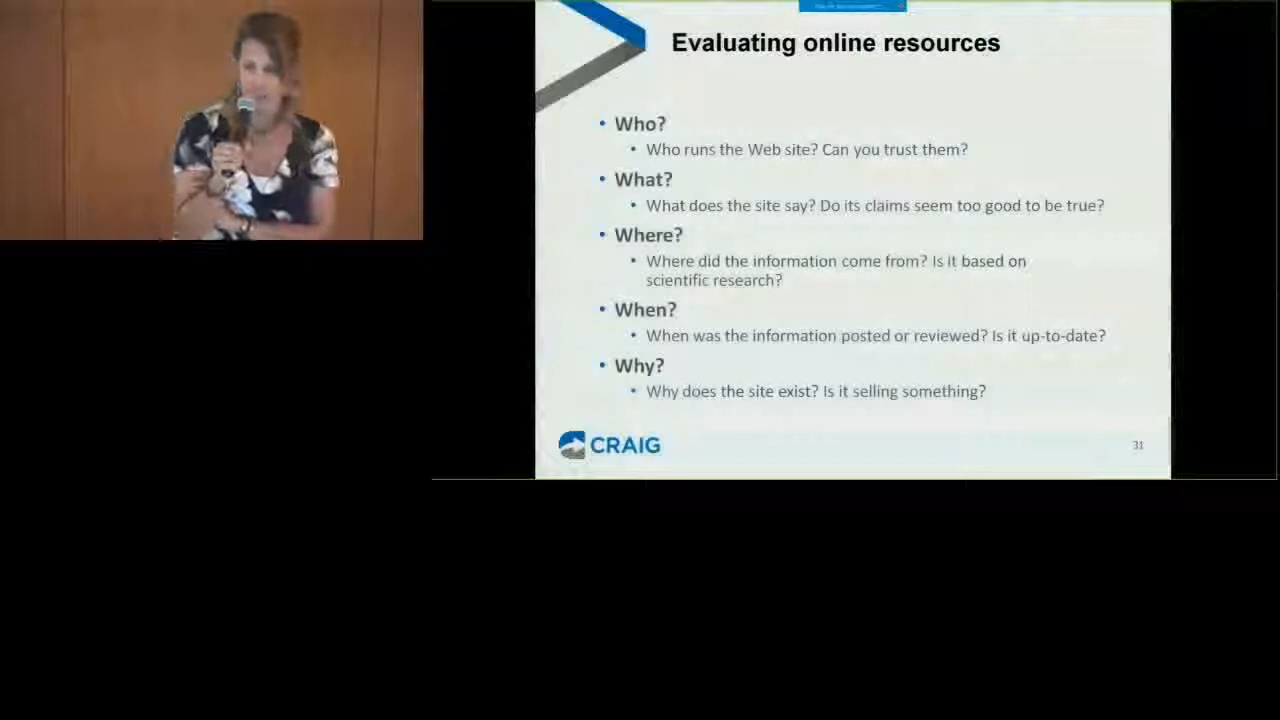 Evaluating online resources
• Who?
• Who runs the Web site? Can you trust them?
• What?
• What does the site say? Do its claims seem too good to be true?
• Where?
• Where did the information come from? Is it based on
scientific research?
• When?
• When was the information posted or reviewed? Is it up-to-date?
• Why?
• Why does the site exist? Is it selling something?
CRAIG
31